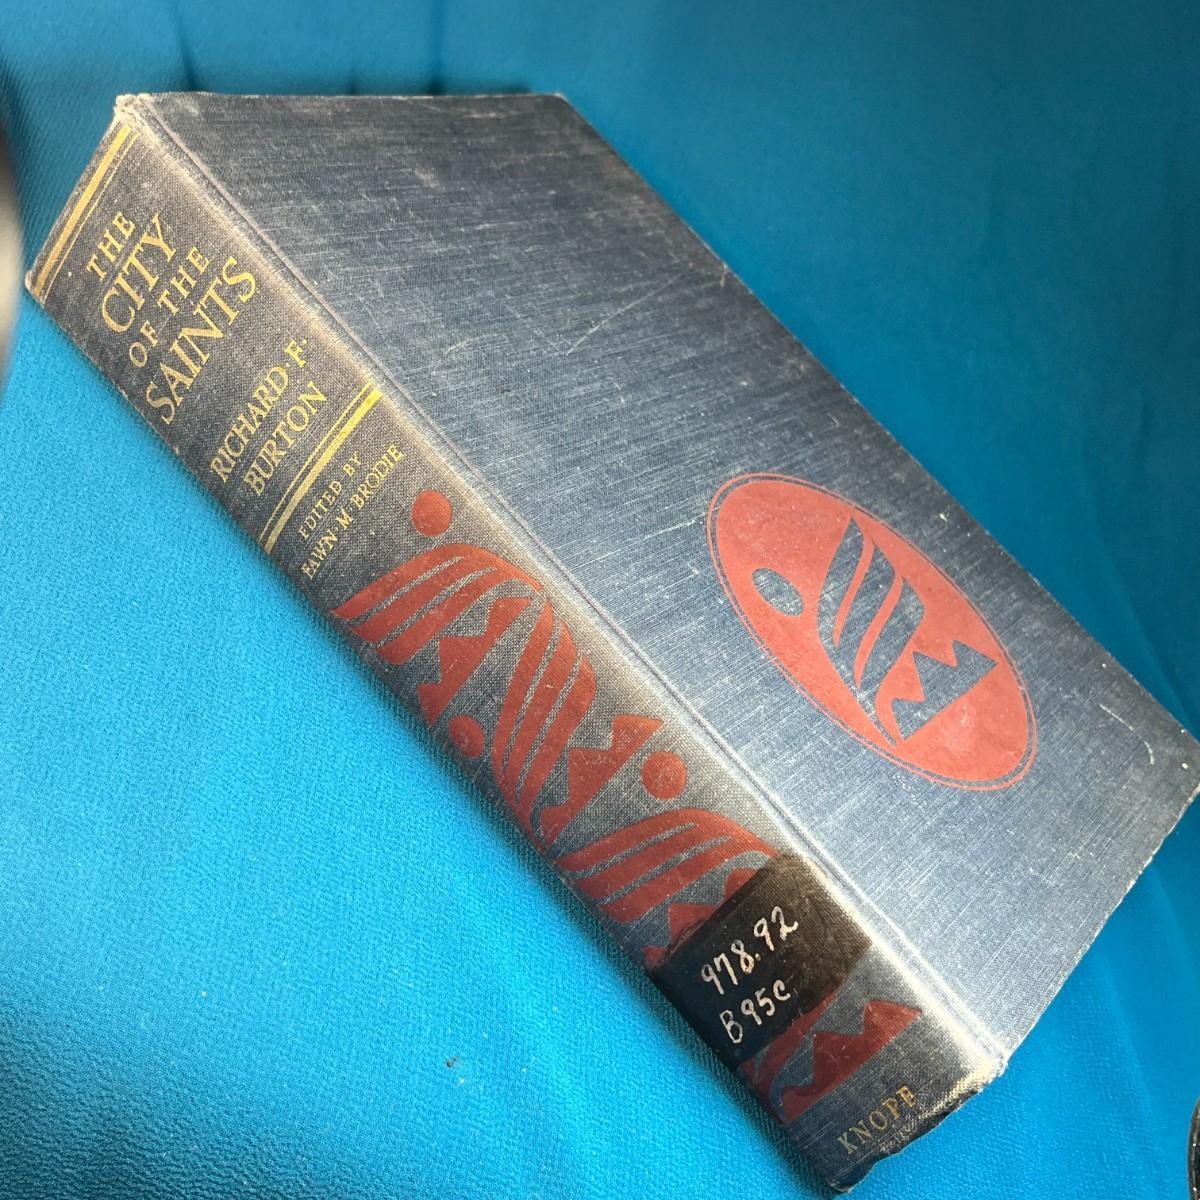 THE
CITY
OF THE
SAINTS
RICHARD F.
BURTON
EDITED BY
FAWN M BRODIE
978.92
B95c
KNOPF